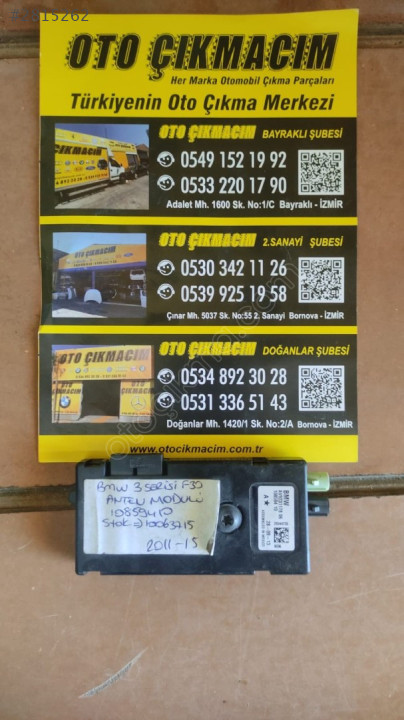 OTO ÇIKMACIM
Her Marka Otomobil Çıkma Parçaları
Türkiyenin Oto Çıkma Merkezi
OTO ÇIKMACIM BAYRAKLI ŞUBESİ
0549 152 19 92
0533 220 17 90
Adalet Mh. 1600 Sk. No:1/C Bayraklı - İZMİR
OTO ÇIKMACIM 2.SANAYİ ŞUBESİ
0530 342 11 26
0539 925 19 58
Çınar Mh. 5037 Sk. No:55 2. Sanayi Bornova - İZMİR
OTO ÇIKMACIM
OTO ÇIKMACIM DOĞANLAR ŞUBESİ
0534 892 30 28
0531 336 51 43
Doğanlar Mh. 1420/1 Sk. No:2/A Bornova - İZMİR
www.otocikmacim.com.tr
BMW 3 SERİSİ F30
ANTEN MODÜLÜ
10859410
Stok => 10063715
2011-15
BMW